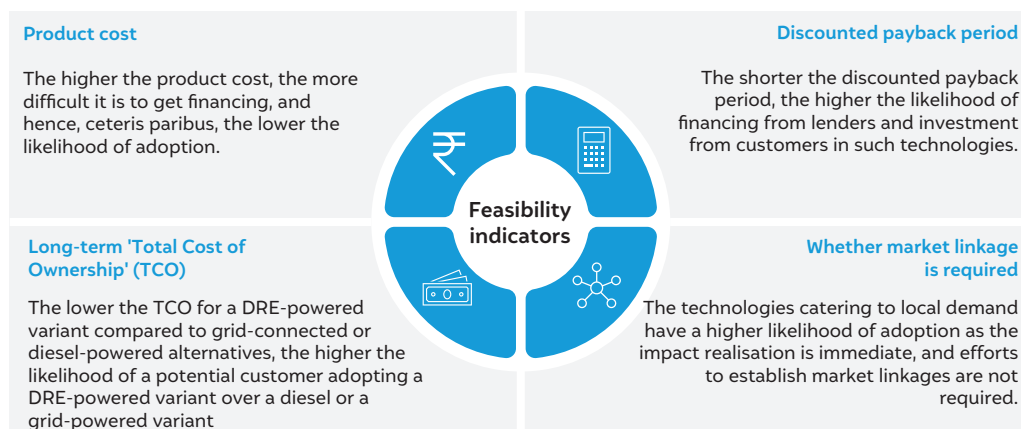 Product cost
The higher the product cost, the more
difficult it is to get financing, and
hence, ceteris paribus, the lower the
likelihood of adoption.
Discounted payback period
The shorter the discounted payback
period, the higher the likelihood of
financing from lenders and investment
from customers in such technologies.
₹
Feasibility
indicators
Long-term 'Total Cost of
Ownership' (TCO)
The lower the TCO for a DRE-powered
variant compared to grid-connected or
diesel-powered alternatives, the higher the
likelihood of a potential customer adopting a
DRE-powered variant over a diesel or a
grid-powered variant
Whether market linkage
is required
The technologies catering to local demand
have a higher likelihood of adoption as the
impact realisation is immediate, and efforts
to establish market linkages are not
required.